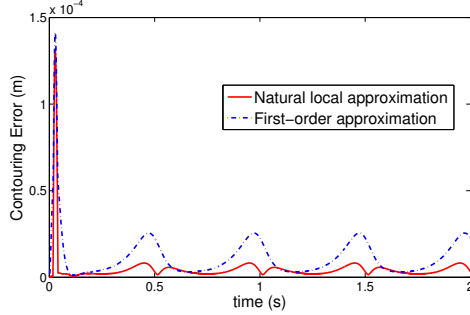 x 10⁻⁴
1.5
1
0.5
0
Contouring Error (m)
Natural local approximation
First−order approximation
0 0.5 1 1.5 2
time (s)